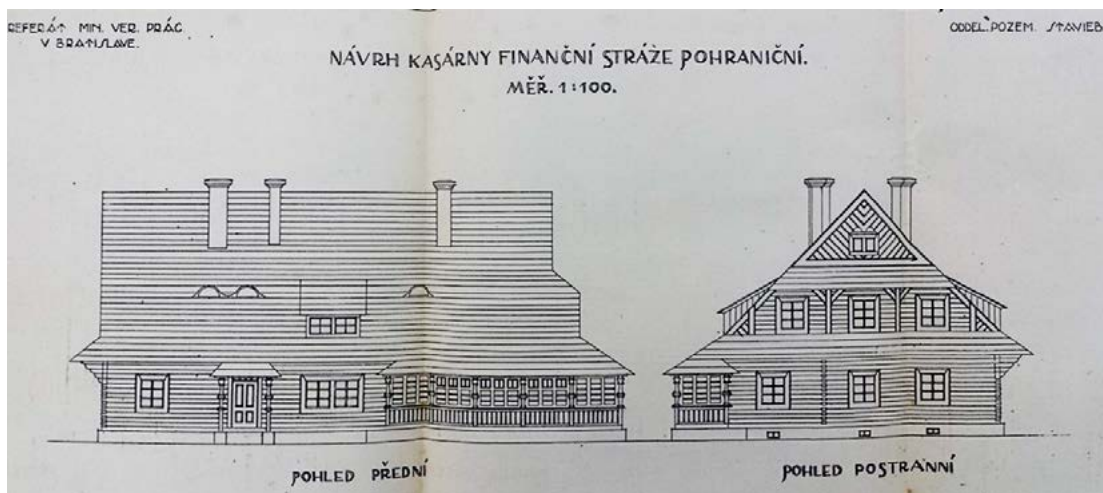 REFERÁT MIN. VER. PRÁC
V BRATISLAVE.
ODDEL. POZEM. STAVIEB
NÁVRH KASÁRNY FINANČNÍ STRÁŽE POHRANIČNÍ.
MĚŘ. 1:100.
POHLED PŘEDNÍ
POHLED POSTRANNÍ